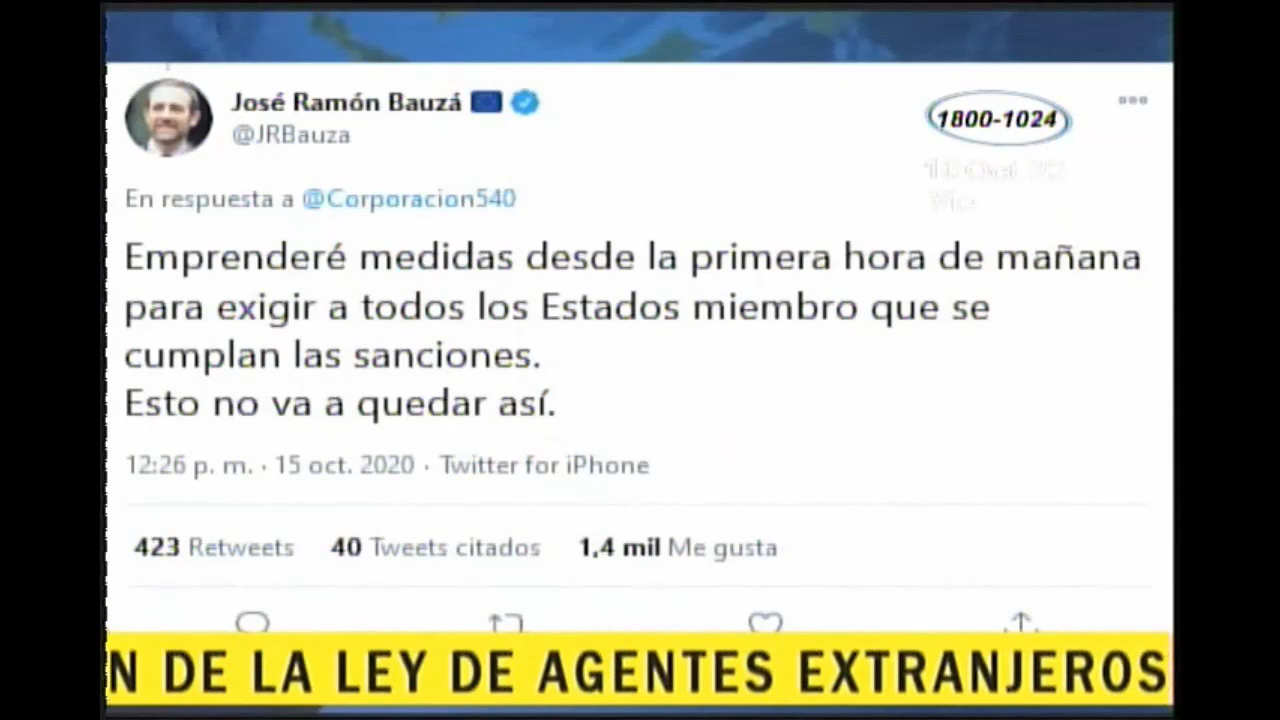 José Ramón Bauzá
@JRBauza
1800-1024
En respuesta a @Corporacion540
Emprenderé medidas desde la primera hora de mañana
para exigir a todos los Estados miembro que se
cumplan las sanciones.
Esto no va a quedar así.
12:26 p. m. · 15 oct. 2020 · Twitter for iPhone
423 Retweets 40 Tweets citados 1,4 mil Me gusta
N DE LA LEY DE AGENTES EXTRANJEROS